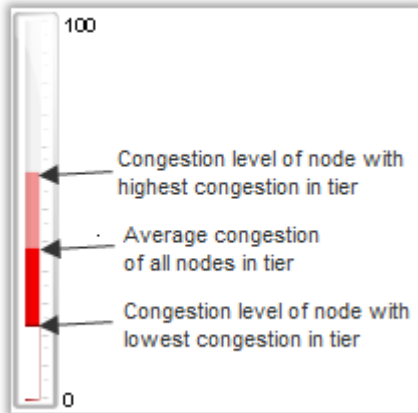 100
Congestion level of node with
highest congestion in tier
Average congestion
of all nodes in tier
Congestion level of node with
lowest congestion in tier
0